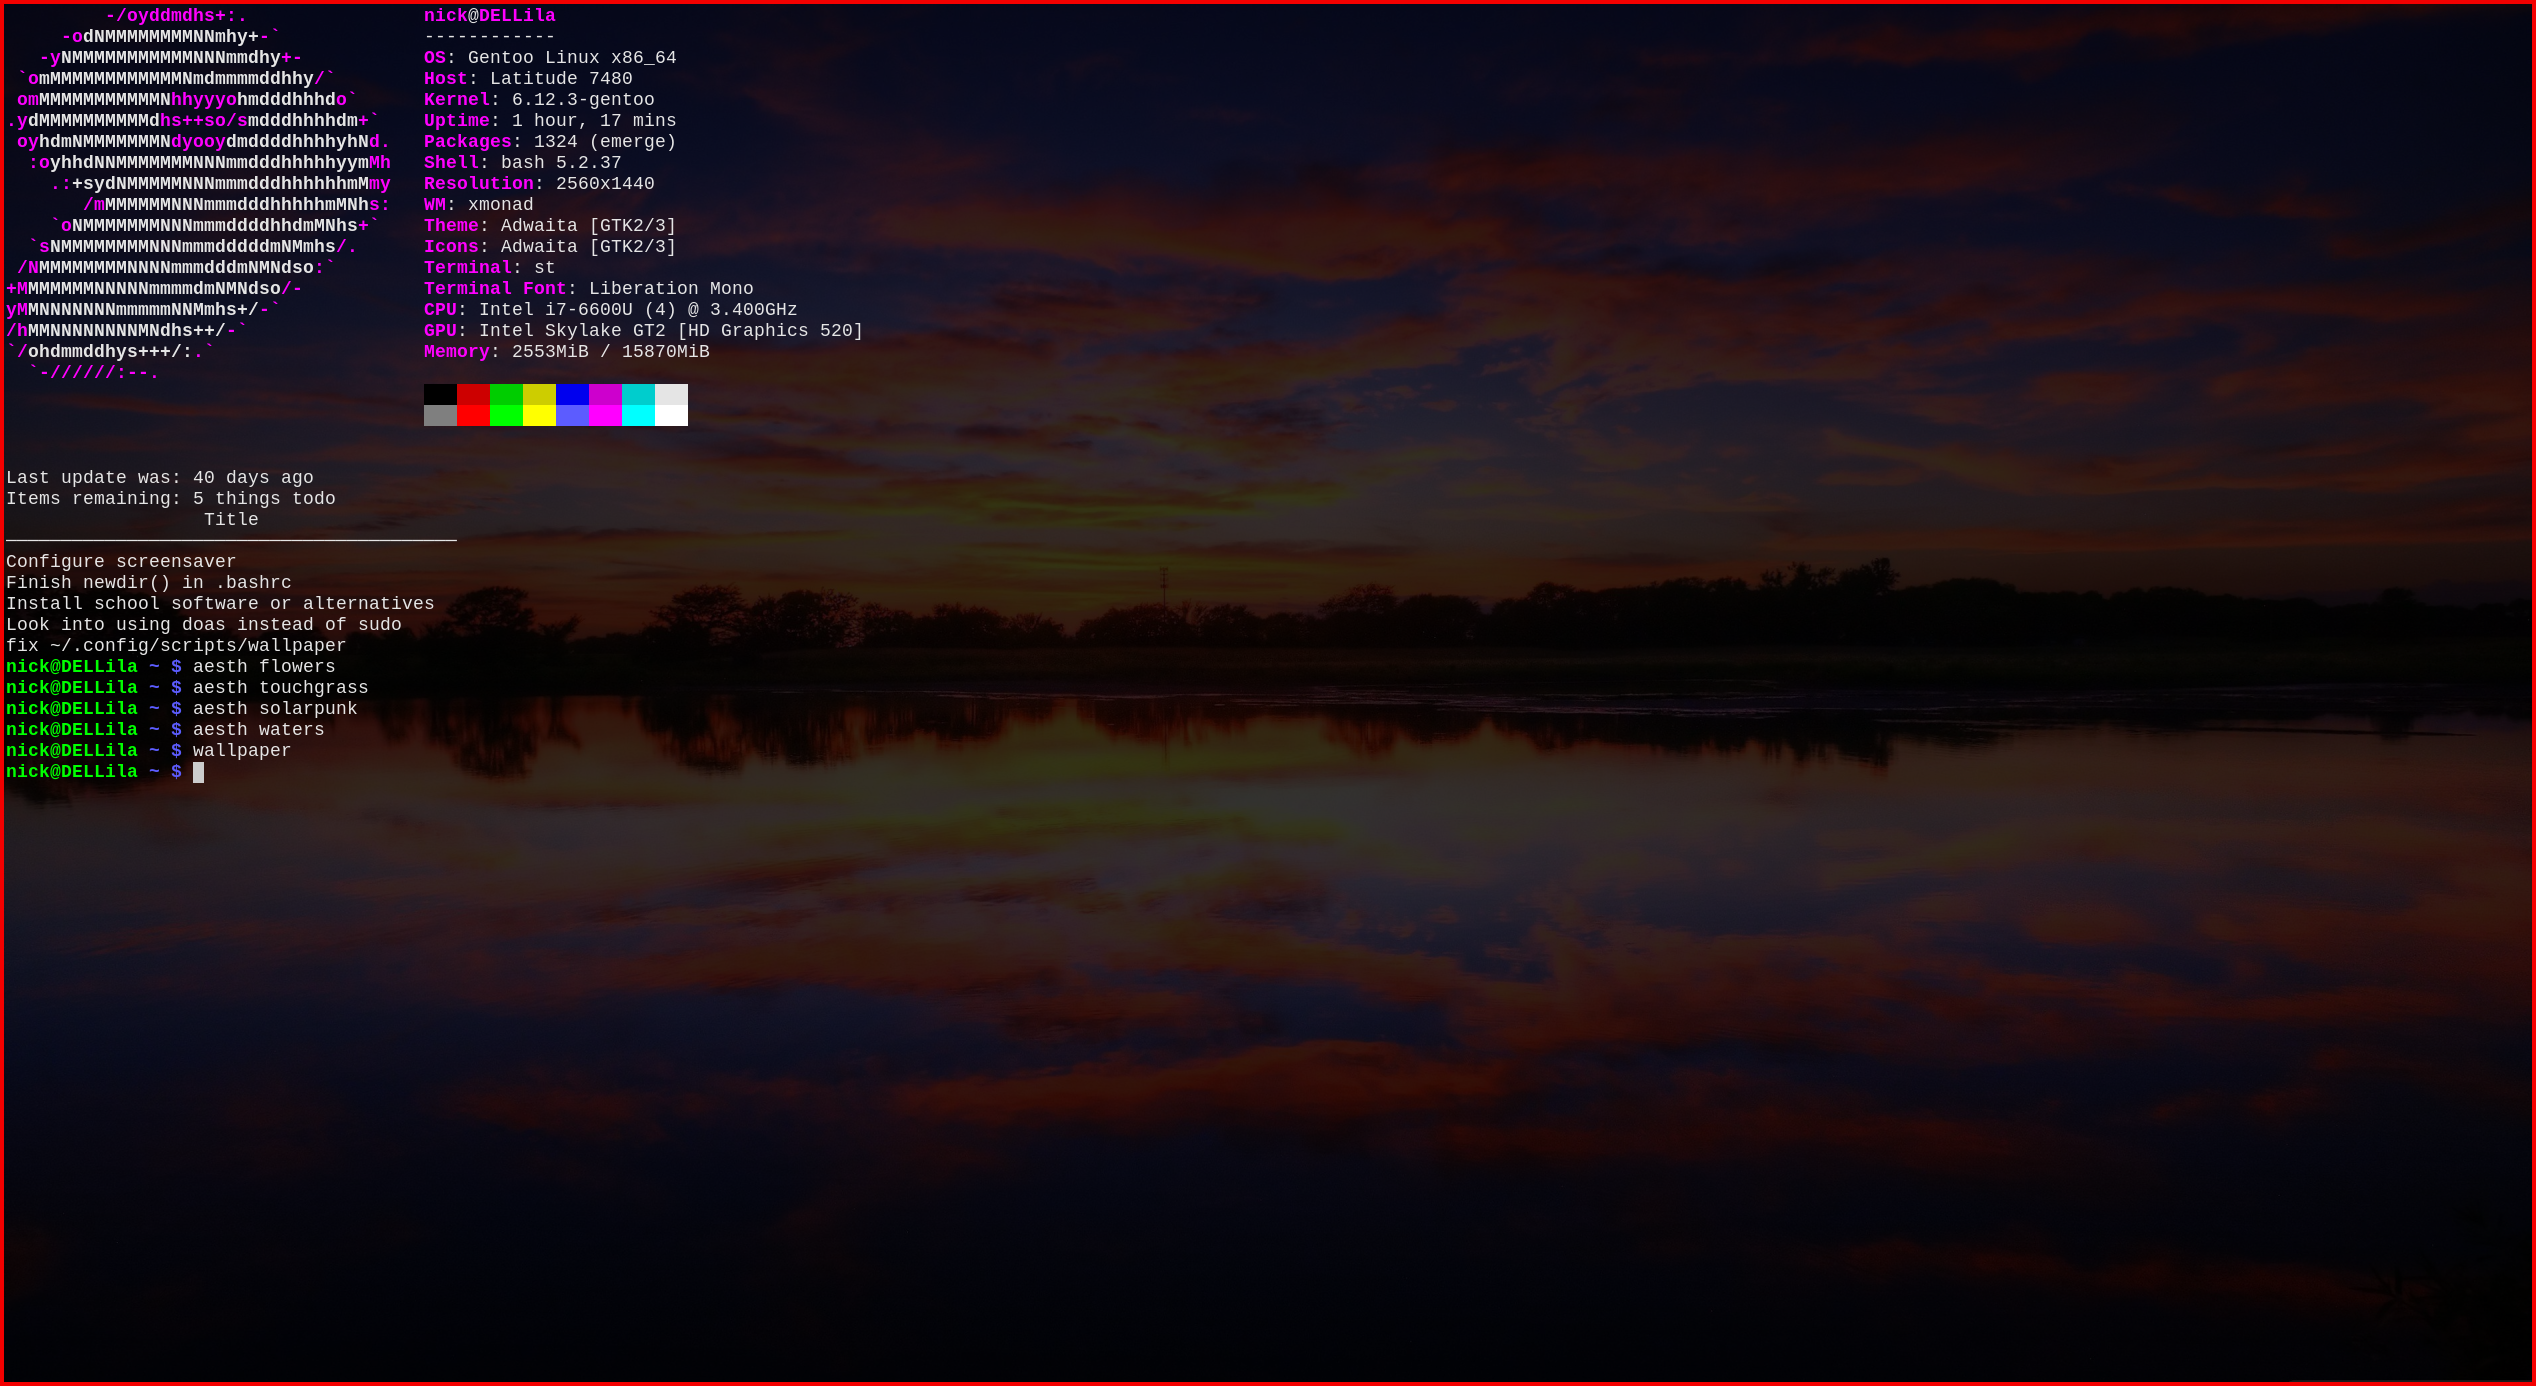 -/oyddmdhs+:.
-odNMMMMMMMMNNmhy+-`
-yNMMMMMMMMMMMNNNmmdhy+-
`omMMMMMMMMMMMMNmdmmmmddhhy/`
omMMMMMMMMMMMNhhyyyohmdddhhhdo`
.ydMMMMMMMMMMdhs++so/smdddhhhhdm+`
oyhdmNMMMMMMMNdyooydmddddhhhhyhNd.
:oyhhdNNMMMMMMMNNNmmdddhhhhhyymMh
.:+sydNMMMMMNNNmmmdddhhhhhhmMmy
/mMMMMMMNNNmmmdddhhhhhmMNhs:
`oNMMMMMMMNNNmmmddddhhdmMNhs+`
`sNMMMMMMMMNNNmmmdddddmNMmhs/.
/NMMMMMMMMNNNNmmmdddmNMNdso:`
+MMMMMMMNNNNNmmmmdmNMNdso/-
yMMNNNNNNNmmmmmNNMmhs+/-`
/hMMNNNNNNNNMNdhs++/-`
`/ohdmmddhys+++/:.`
`-//////:--.
nick@DELLila
------------
OS: Gentoo Linux x86_64
Host: Latitude 7480
Kernel: 6.12.3-gentoo
Uptime: 1 hour, 17 mins
Packages: 1324 (emerge)
Shell: bash 5.2.37
Resolution: 2560x1440
WM: xmonad
Theme: Adwaita [GTK2/3]
Icons: Adwaita [GTK2/3]
Terminal: st
Terminal Font: Liberation Mono
CPU: Intel i7-6600U (4) @ 3.400GHz
GPU: Intel Skylake GT2 [HD Graphics 520]
Memory: 2553MiB / 15870MiB
Last update was: 40 days ago
Items remaining: 5 things todo
Title
Configure screensaver
Finish newdir() in .bashrc
Install school software or alternatives
Look into using doas instead of sudo
fix ~/.config/scripts/wallpaper
nick@DELLila ~ $ aesth flowers
nick@DELLila ~ $ aesth touchgrass
nick@DELLila ~ $ aesth solarpunk
nick@DELLila ~ $ aesth waters
nick@DELLila ~ $ wallpaper
nick@DELLila ~ $